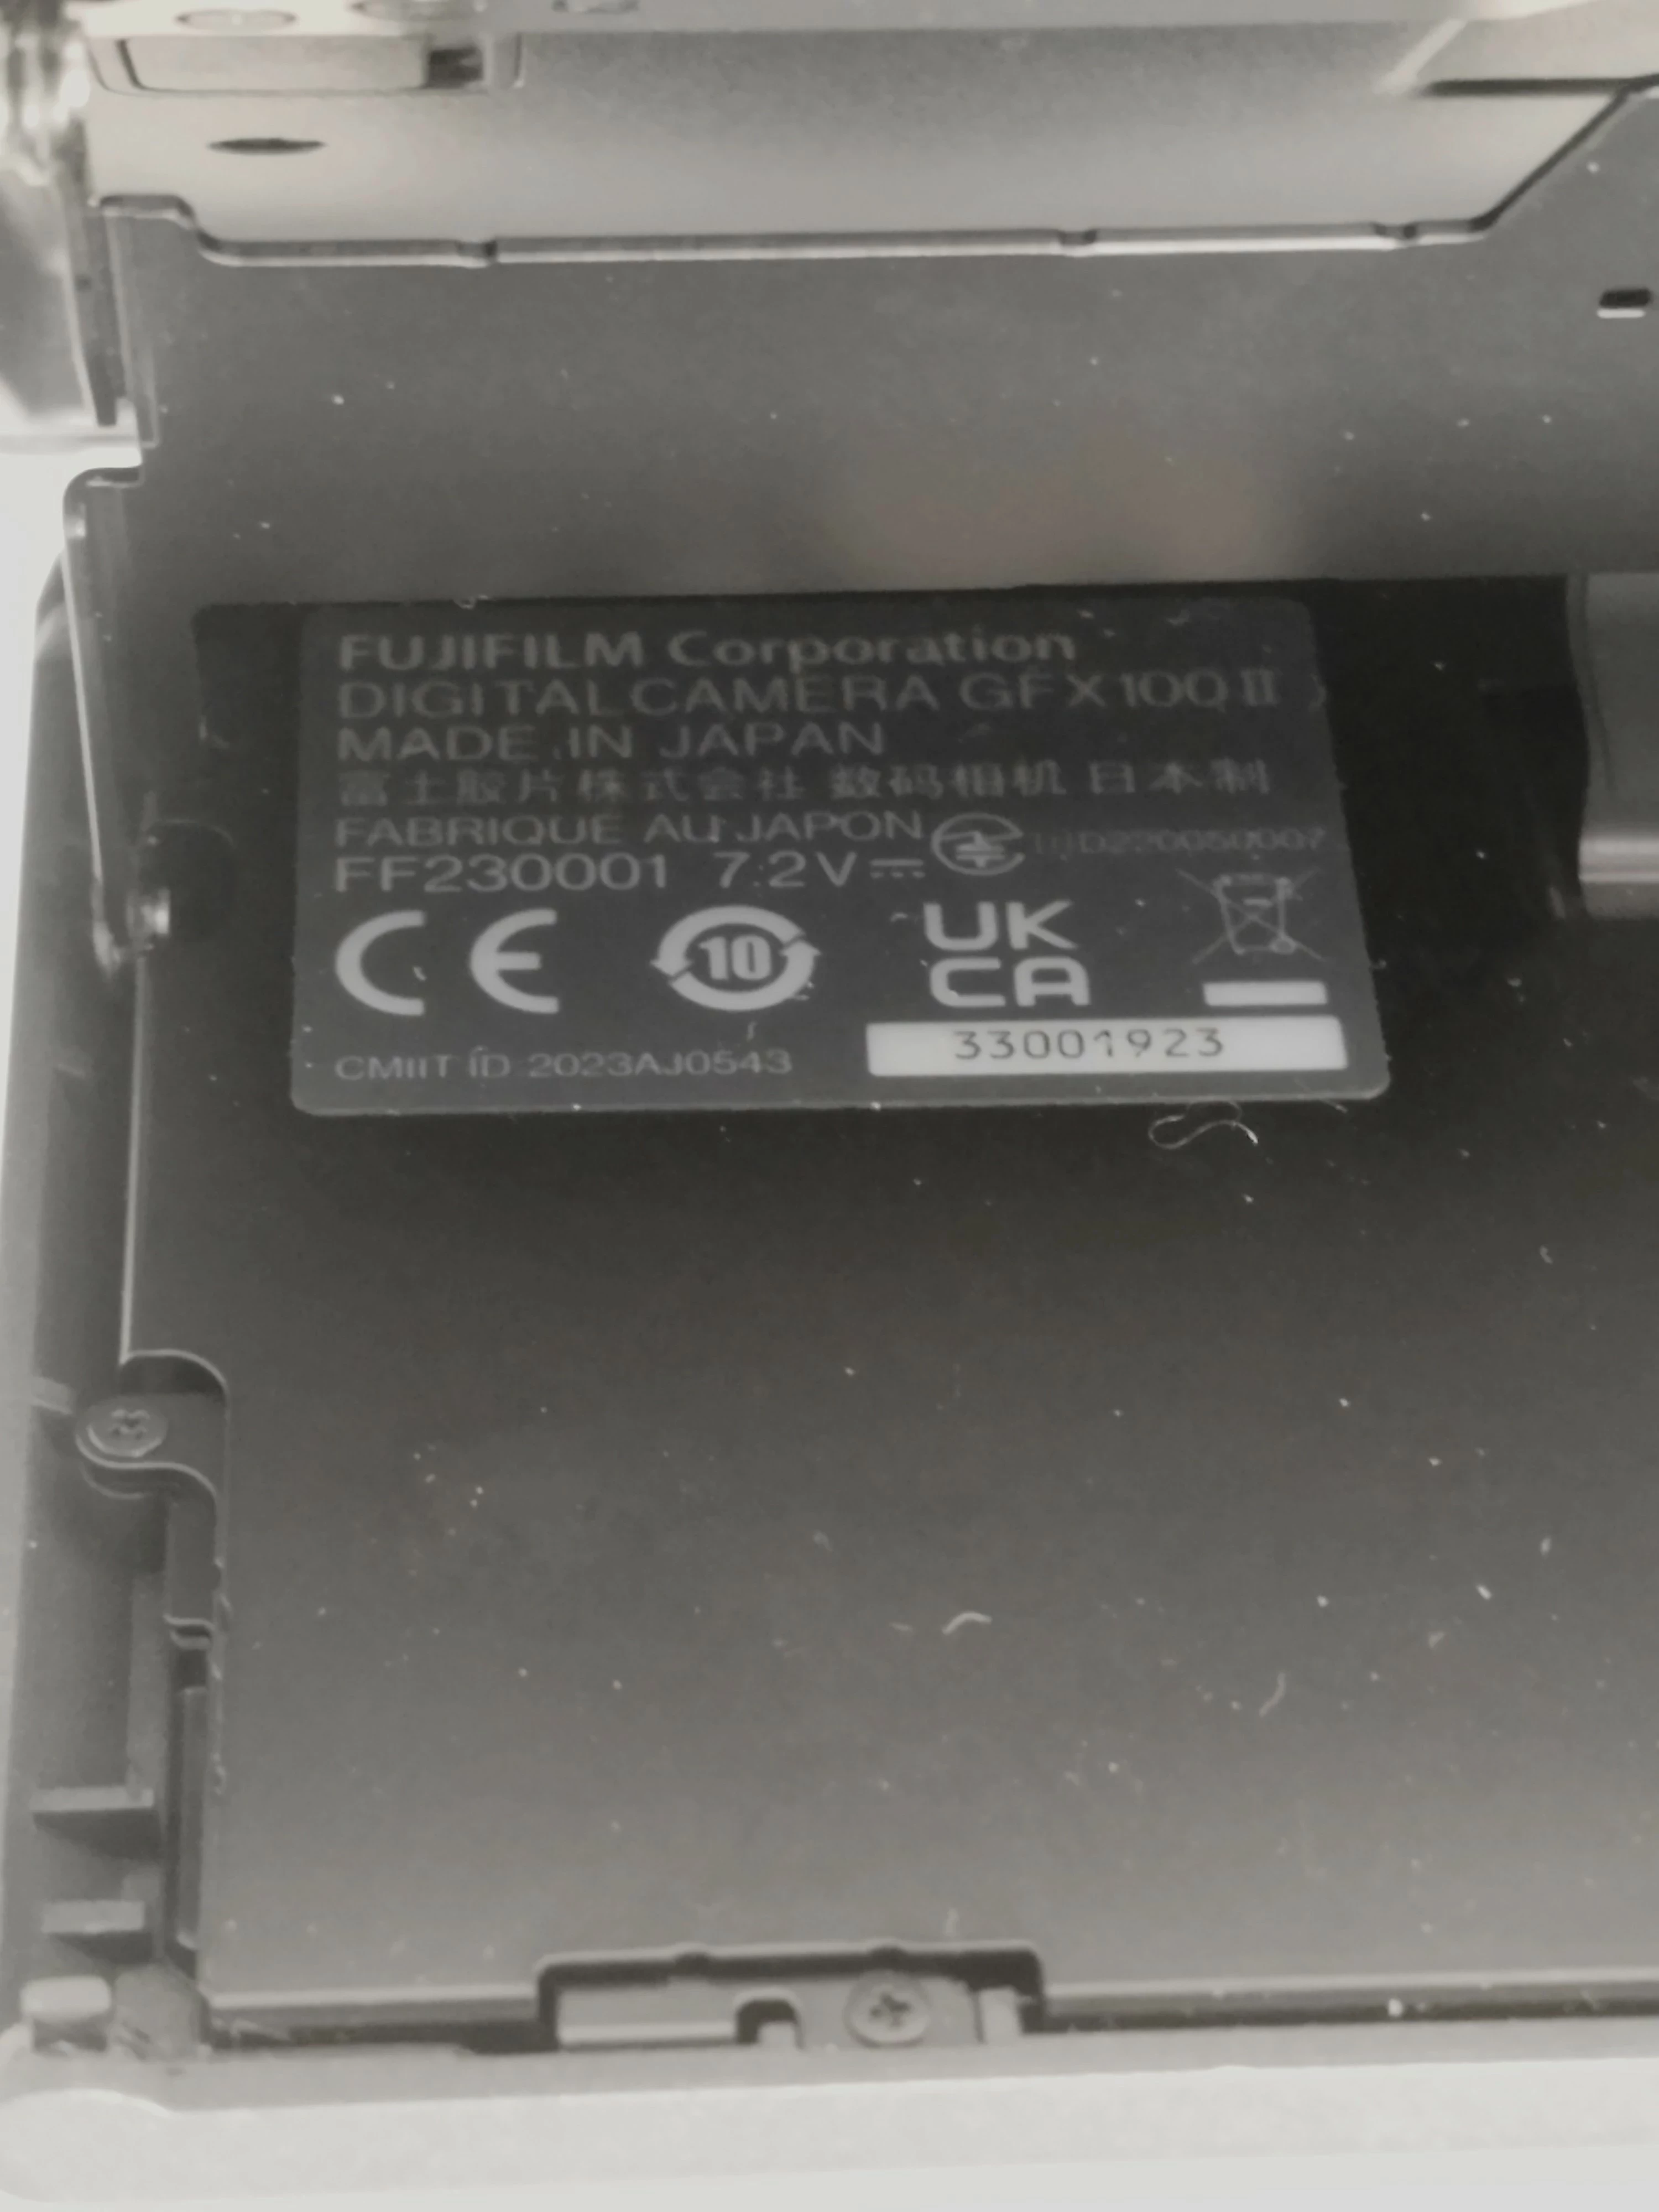 FUJIFILM Corporation
DIGITAL CAMERA GFX100 II
MADE IN JAPAN
富士胶片株式会社 数码相机 日本制
FABRIQUE AU JAPON
FF230001 7.2V
CE 10 UK
CA
33001923
CMIIT ID 2023AJ0543